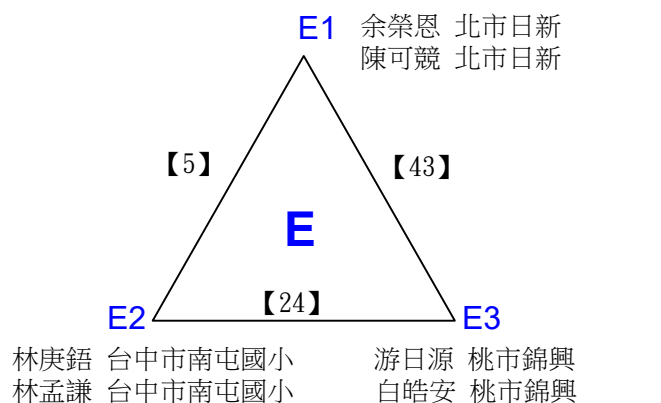 E1 余榮恩 北市日新
陳可競 北市日新
【5】 【43】
E
【24】
E2 E3
林庚鋙 台中市南屯國小 游日源 桃市錦興
林孟謙 台中市南屯國小 白皓安 桃市錦興